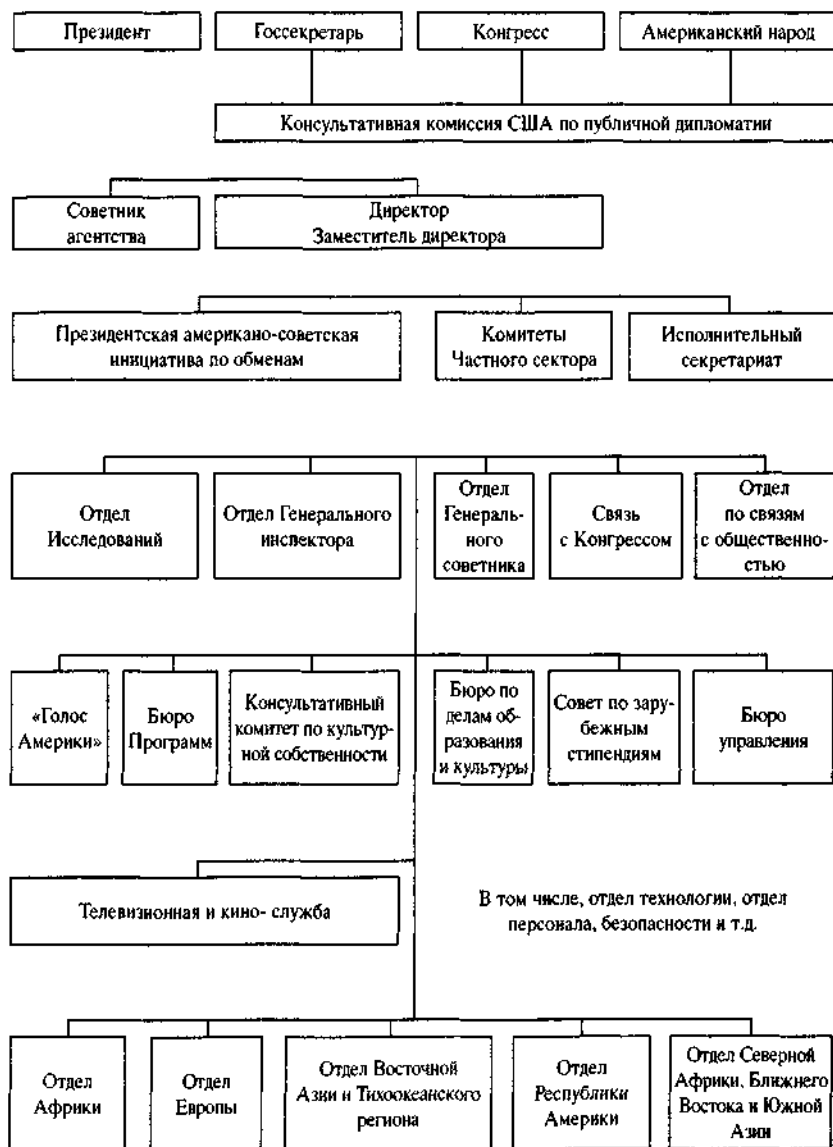 Президент
Госсекретарь
Конгресс
Американский народ
Консультативная комиссия США по публичной дипломатии
Советник
агентства
Директор
Заместитель директора
Президентская американо-советская
инициатива по обменам
Комитеты
Частного сектора
Исполнительный
секретариат
Отдел
Исследований
Отдел Генерального
инспектора
Отдел
Генераль-
ного
советника
Связь
с Конгрессом
Отдел
по связям
с общественно-
стью
«Голос
Америки»
Бюро
Программ
Консультативный
комитет по культур-
ной собственности
Бюро по
делам об-
разования
и культуры
Совет по зару-
бежным
стипендиям
Бюро
управления
Телевизионная и кино- служба
В том числе, отдел технологии, отдел
персонала, безопасности и т.д.
Отдел
Африки
Отдел
Европы
Отдел Восточной
Азии и Тихоокеанского
региона
Отдел
Республики
Америки
Отдел Северной
Африки, Ближнего
Востока и Южной
Азии